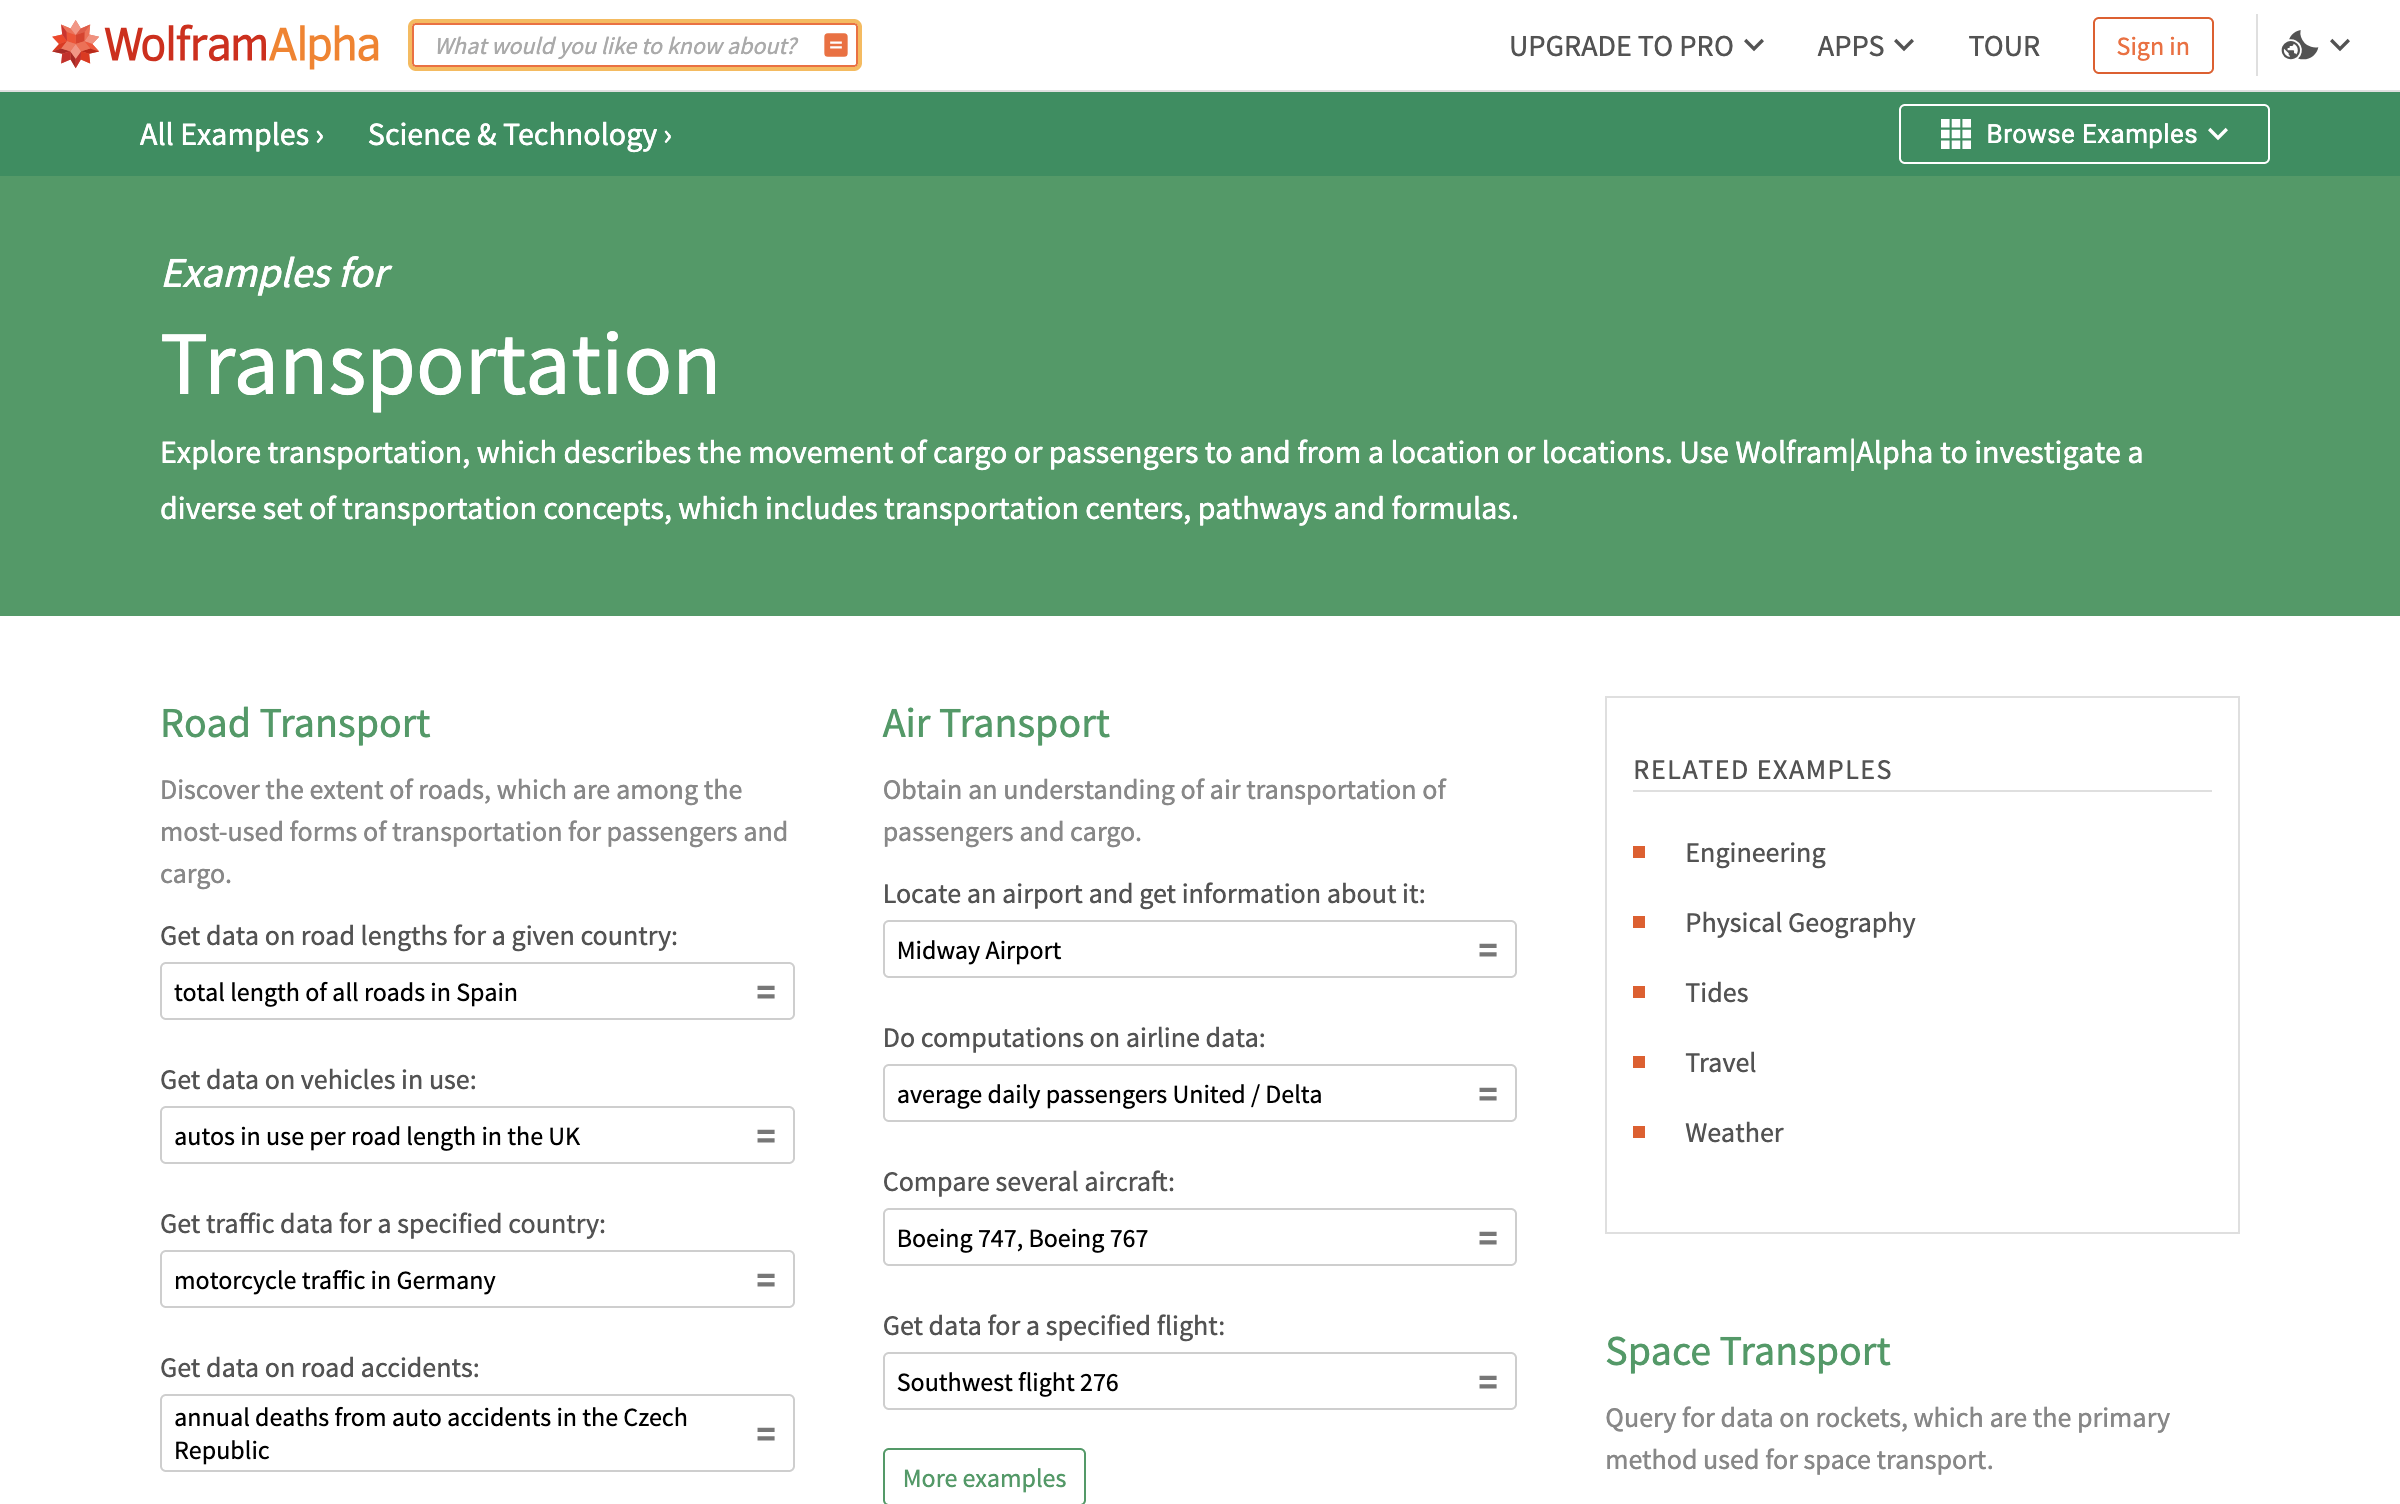 WolframAlpha
What would you like to know about?
UPGRADE TO PRO
APPS
TOUR
Sign in
All Examples ›
Science & Technology ›
Browse Examples
Examples for
Transportation
Explore transportation, which describes the movement of cargo or passengers to and from a location or locations. Use Wolfram|Alpha to investigate a
diverse set of transportation concepts, which includes transportation centers, pathways and formulas.
Road Transport
Discover the extent of roads, which are among the
most-used forms of transportation for passengers and
cargo.
Get data on road lengths for a given country:
total length of all roads in Spain
Get data on vehicles in use:
autos in use per road length in the UK
Get traffic data for a specified country:
motorcycle traffic in Germany
Get data on road accidents:
annual deaths from auto accidents in the Czech
Republic
Air Transport
Obtain an understanding of air transportation of
passengers and cargo.
Locate an airport and get information about it:
Midway Airport
Do computations on airline data:
average daily passengers United / Delta
Compare several aircraft:
Boeing 747, Boeing 767
Get data for a specified flight:
Southwest flight 276
More examples
RELATED EXAMPLES
Engineering
Physical Geography
Tides
Travel
Weather
Space Transport
Query for data on rockets, which are the primary
method used for space transport.